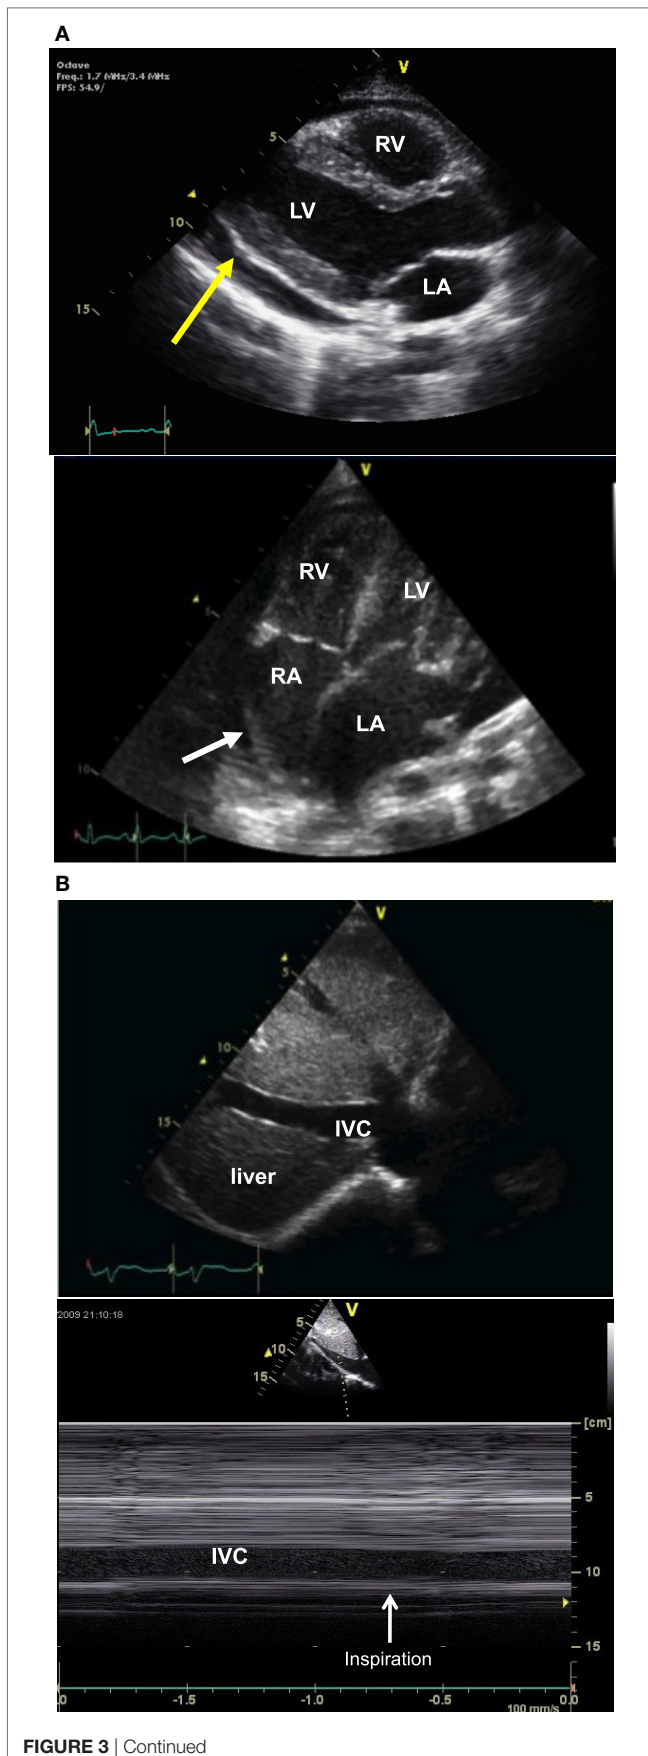 A
Octave
Freq.: 1.7 MHz/3.4 MHz
FPS: 54.9/
V
5
RV
LV
10
LA
15
V
RV
LV
5
RA
LA
10
B
V
5
10
15
IVC
liver
/2009 21:10:18
V
5
10
15
[cm]
5
IVC
10
Inspiration
15
.0 -1.5 -1.0 -0.5 0.0
100 mm/s
FIGURE 3 | Continued